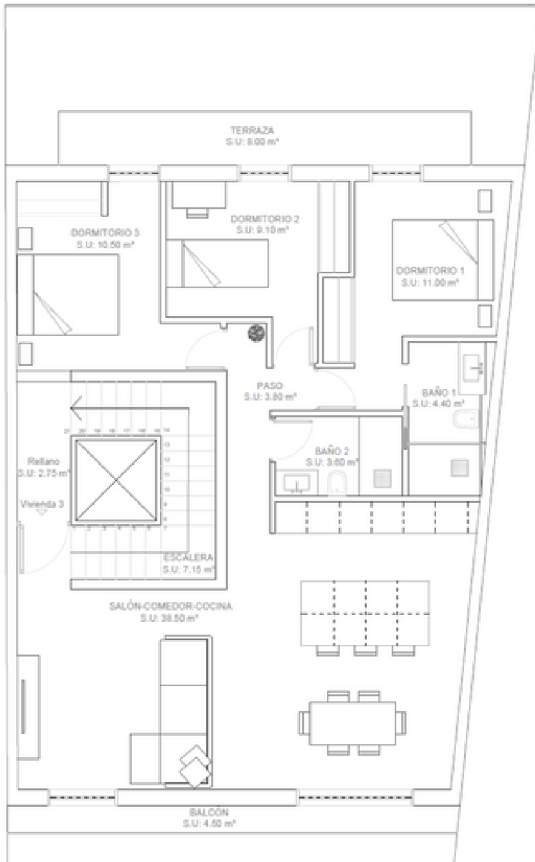 TERRAZA
S.U: 8.00 m²
DORMITORIO 2
S.U: 9.10 m²
DORMITORIO 3
S.U: 10.50 m²
DORMITORIO 1
S.U: 11.00 m²
PASO
S.U: 3.80 m²
BAÑO 1
S.U: 4.40 m²
BAÑO 2
S.U: 3.60 m²
Rellano
S.U: 2.75 m²
Vivienda 3
ESCALERA
S.U: 7.15 m²
SALÓN-COMEDOR-COCINA
S.U: 38.50 m²
BALCÓN
S.U: 4.50 m²